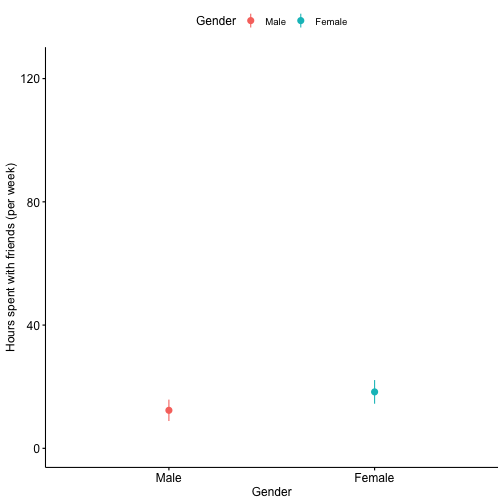 Gender Male Female
120
80
40
0
Hours spent with friends (per week)
Male Female
Gender